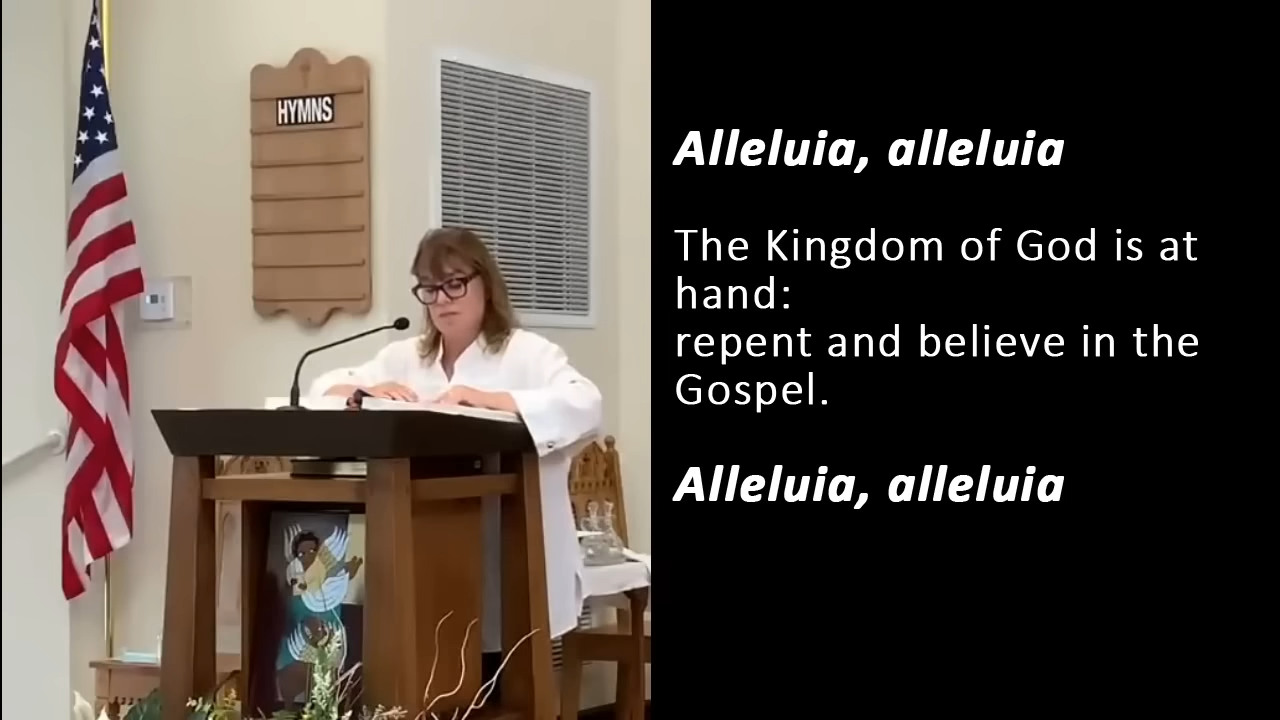 HYMNS
Alleluia, alleluia
The Kingdom of God is at
hand:
repent and believe in the
Gospel.
Alleluia, alleluia